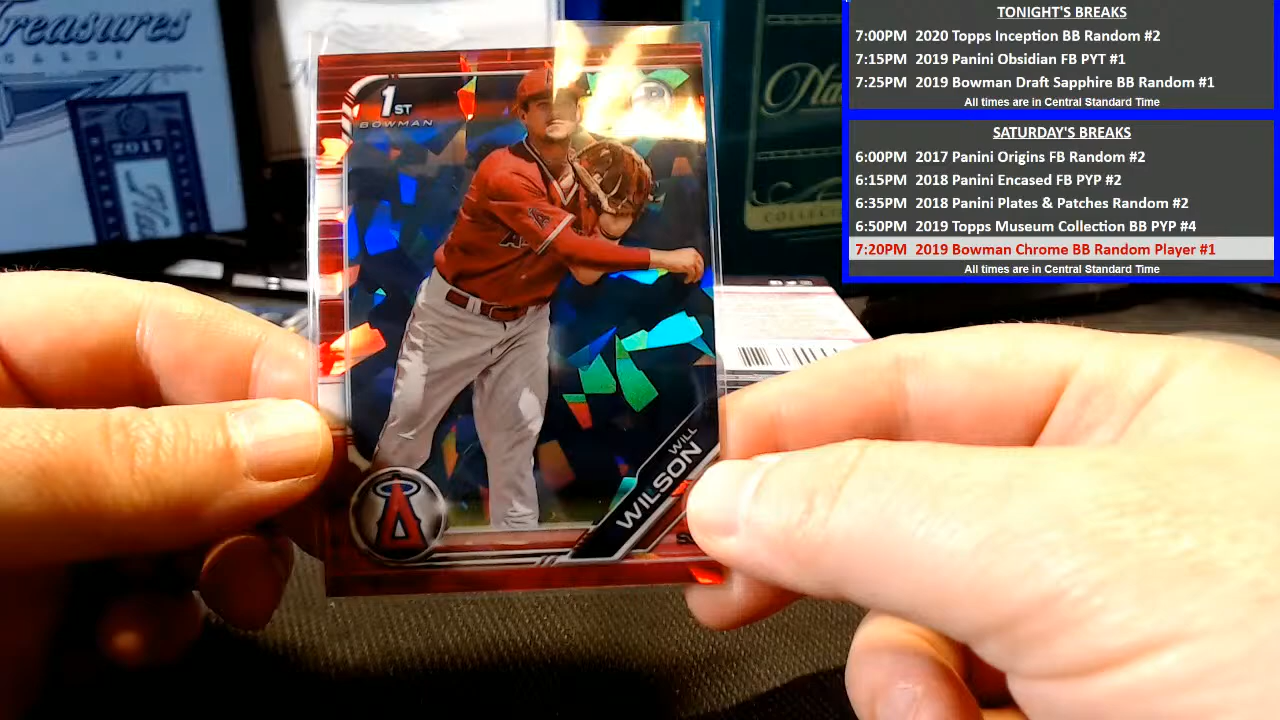 Treasures
2017
1ST
BOWMAN
WILL
WILSON
A
TONIGHT'S BREAKS
7:00PM 2020 Topps Inception BB Random #2
7:15PM 2019 Panini Obsidian FB PYT #1
7:25PM 2019 Bowman Draft Sapphire BB Random #1
All times are in Central Standard Time
SATURDAY'S BREAKS
6:00PM 2017 Panini Origins FB Random #2
6:15PM 2018 Panini Encased FB PYP #2
6:35PM 2018 Panini Plates & Patches Random #2
6:50PM 2019 Topps Museum Collection BB PYP #4
7:20PM 2019 Bowman Chrome BB Random Player #1
All times are in Central Standard Time